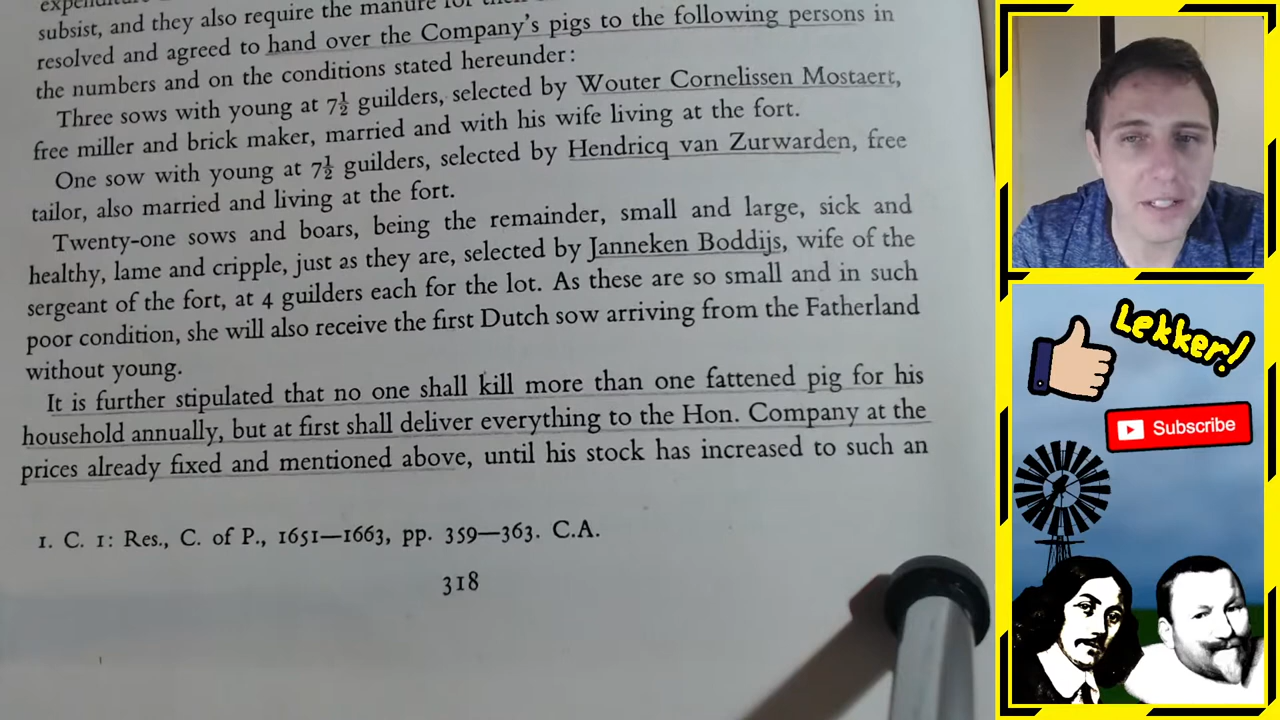 subsist, and they also require the manure for
resolved and agreed to hand over the Company's pigs to the following persons in
the numbers and on the conditions stated hereunder:
Three sows with young at 7½ guilders, selected by Wouter Cornelissen Mostaert,
free miller and brick maker, married and with his wife living at the fort.
One sow with young at 7½ guilders, selected by Hendricq van Zurwarden, free
tailor, also married and living at the fort.
Twenty-one sows and boars, being the remainder, small and large, sick and
healthy, lame and cripple, just as they are, selected by Janneken Boddijs, wife of the
sergeant of the fort, at 4 guilders each for the lot. As these are so small and in such
poor condition, she will also receive the first Dutch sow arriving from the Fatherland
without young.
It is further stipulated that no one shall kill more than one fattened pig for his
household annually, but at first shall deliver everything to the Hon. Company at the
prices already fixed and mentioned above, until his stock has increased to such an
1. C. 1: Res., C. of P., 1651—1663, pp. 359—363. C.A.
318
Lekker!
Subscribe